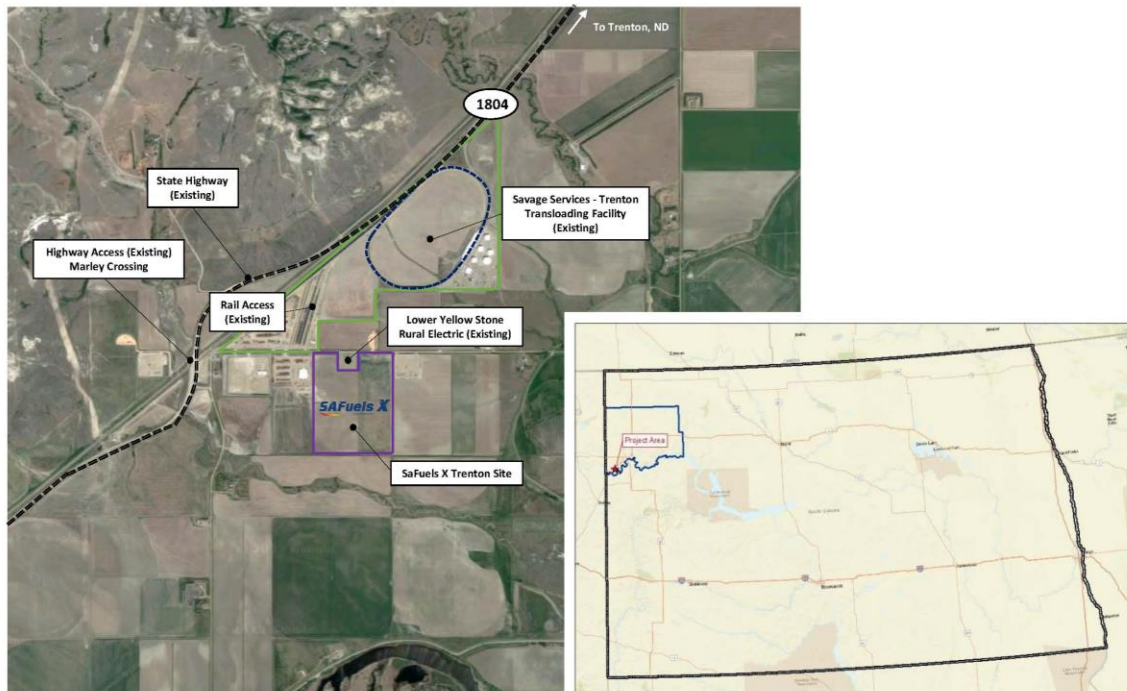 To Trenton, ND
1804
State Highway
(Existing)
Savage Services - Trenton
Transloading Facility
(Existing)
Highway Access (Existing)
Marley Crossing
Rail Access
(Existing)
Lower Yellow Stone
Rural Electric (Existing)
SAFuels X
SaFuels X Trenton Site
Project Area
Bismarck